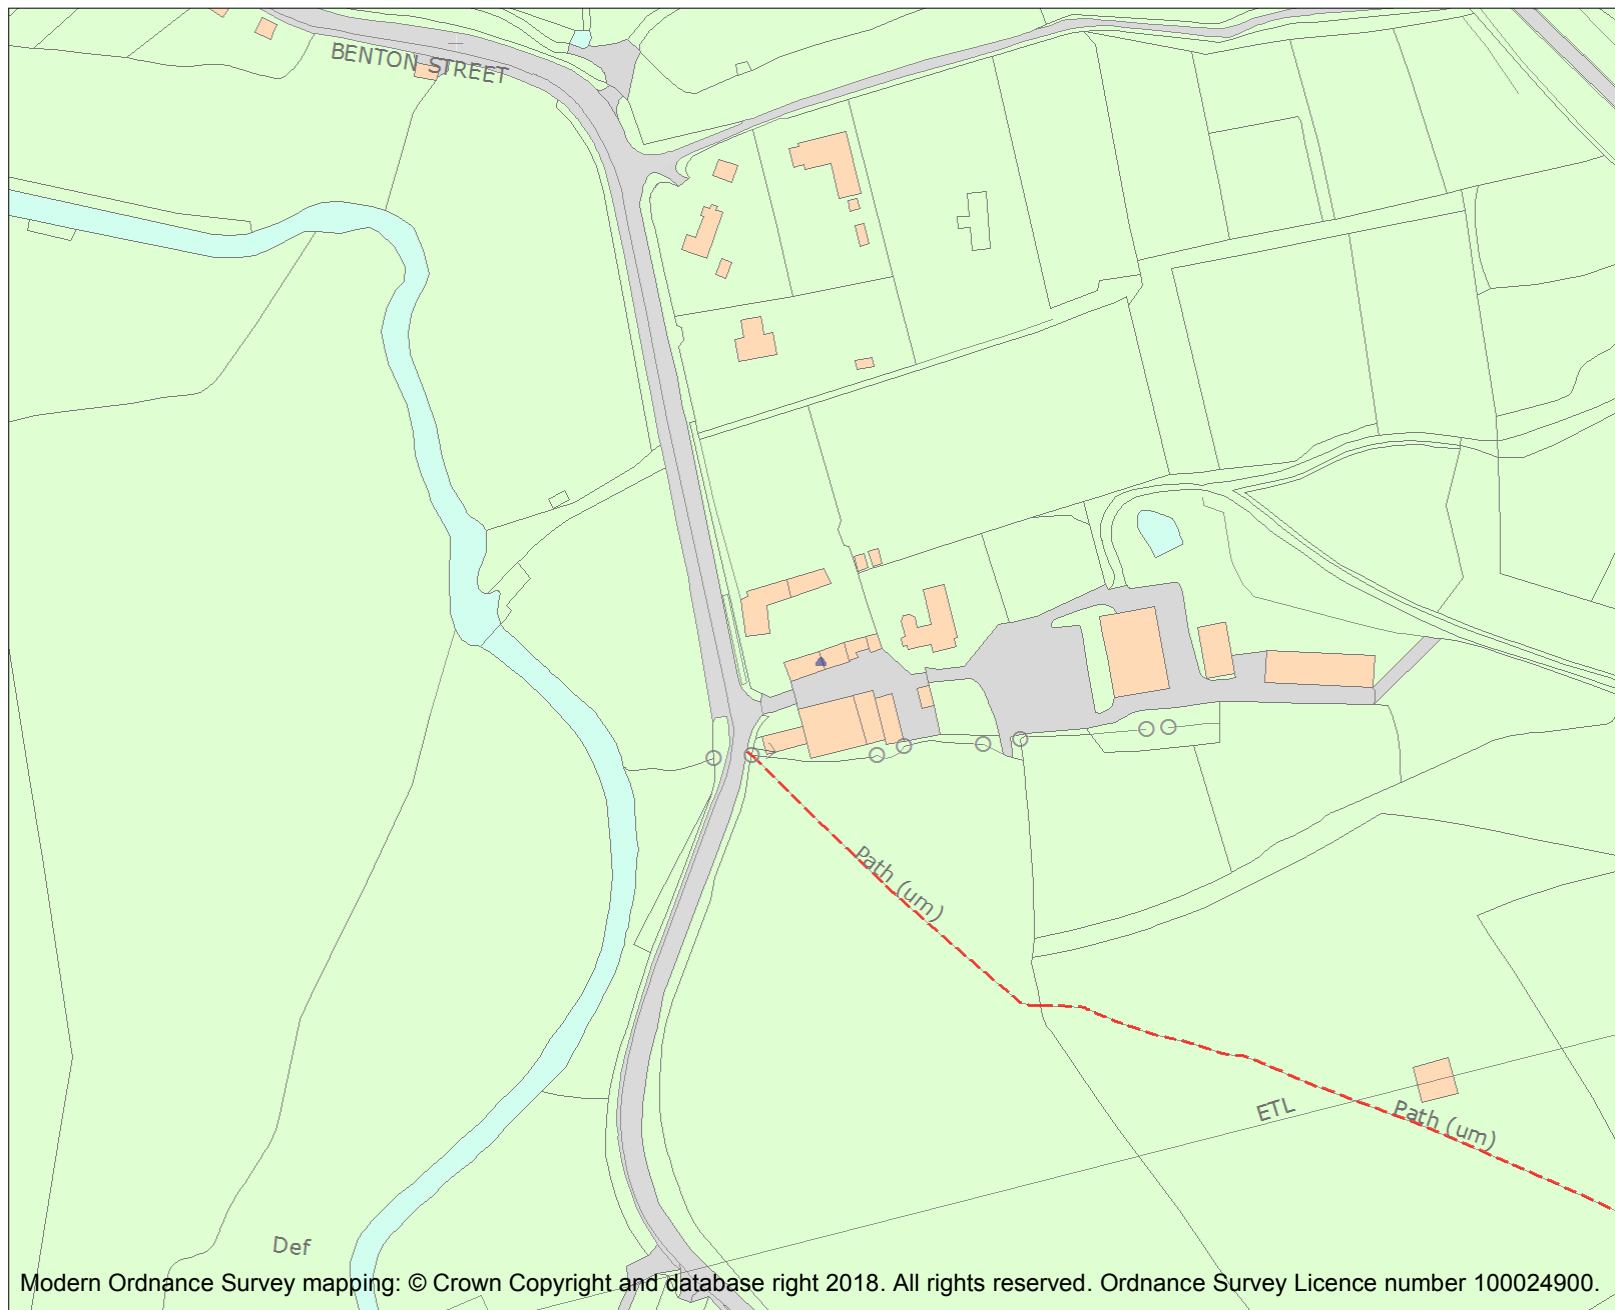 BENTON STREET
Path (um)
ETL
Path (um)
Def
Modern Ordnance Survey mapping: © Crown Copyright and database right 2018. All rights reserved. Ordnance Survey Licence number 100024900.